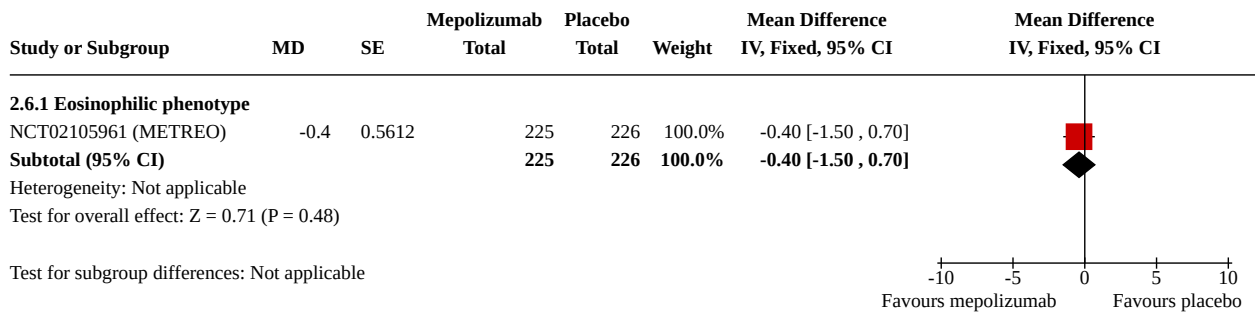 Mepolizumab Placebo Mean Difference Mean Difference
Study or Subgroup MD SE Total Total Weight IV, Fixed, 95% CI IV, Fixed, 95% CI
2.6.1 Eosinophilic phenotype
NCT02105961 (METREO) -0.4 0.5612 225 226 100.0% -0.40 [-1.50 , 0.70]
Subtotal (95% CI) 225 226 100.0% -0.40 [-1.50 , 0.70]
Heterogeneity: Not applicable
Test for overall effect: Z = 0.71 (P = 0.48)
Test for subgroup differences: Not applicable
-10 -5 0 5 10
Favours mepolizumab Favours placebo